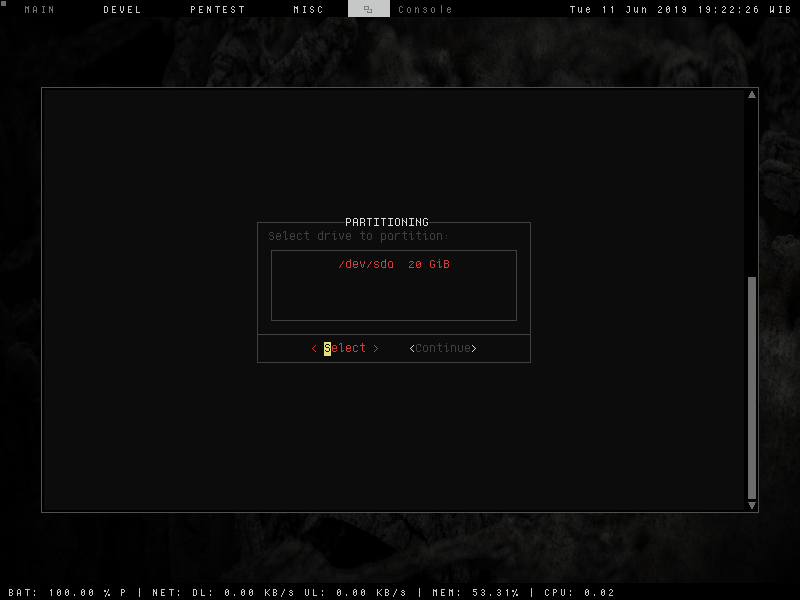 MAIN DEVEL PENTEST MISC Console Tue 11 Jun 2019 19:22:26 WIB
PARTITIONING
Select drive to partition:
/dev/sda 20 GiB
< Select > <Continue>
BAT: 100.00 % P | NET: DL: 0.00 KB/s UL: 0.00 KB/s | MEM: 53.31% | CPU: 0.02